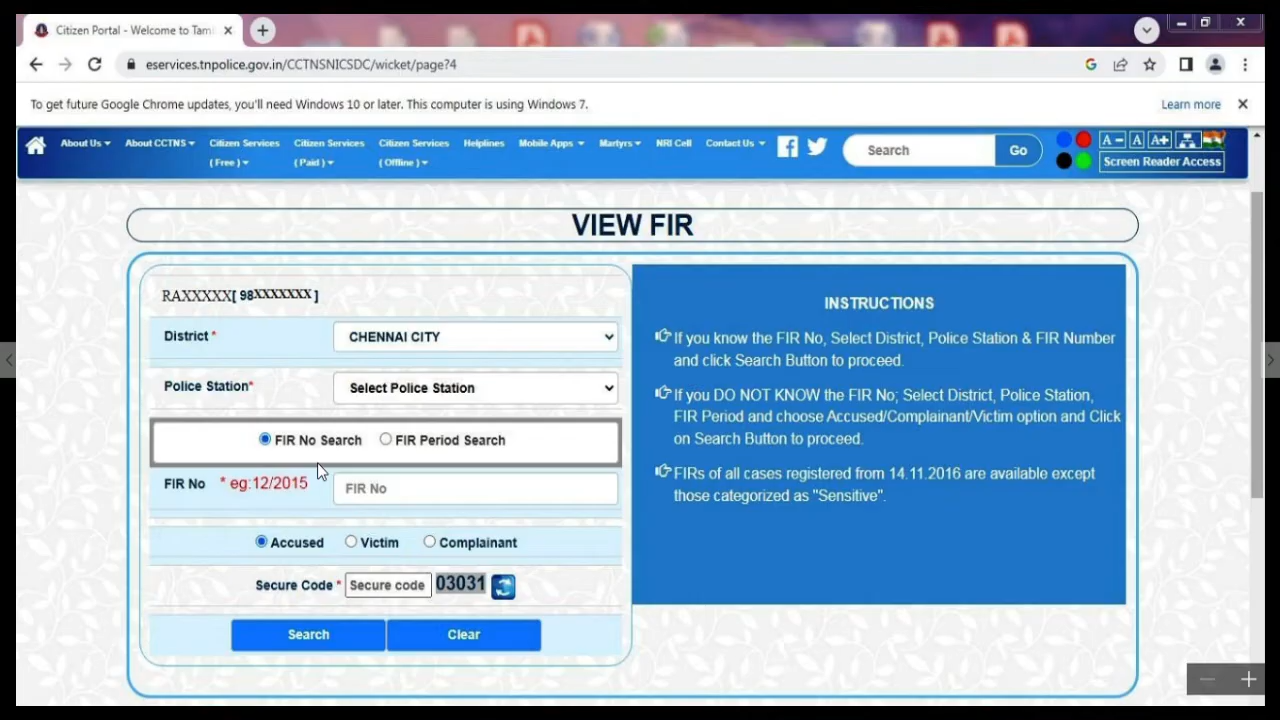 Citizen Portal - Welcome to Tam
eservices.tnpolice.gov.in/CCTNSNICSDC/wicket/page?4
To get future Google Chrome updates, you'll need Windows 10 or later. This computer is using Windows 7.
Learn more
About Us
About CCTNS
Citizen Services
(Free)
Citizen Services
(Paid)
Citizen Services
(Offline)
Helplines
Mobile Apps
Martyrs
NRI Cell
Contact Us
Search
Go
A - A A+
Screen Reader Access
VIEW FIR
RAXXXXX[ 98XXXXXXX ]
District *
CHENNAI CITY
Police Station*
Select Police Station
FIR No Search
FIR Period Search
FIR No * eg:12/2015
FIR No
Accused
Victim
Complainant
Secure Code *
Secure code
03031
Search
Clear
INSTRUCTIONS
If you know the FIR No, Select District, Police Station & FIR Number
and click Search Button to proceed.
If you DO NOT KNOW the FIR No; Select District, Police Station,
FIR Period and choose Accused/Complainant/Victim option and Click
on Search Button to proceed.
FIRs of all cases registered from 14.11.2016 are available except
those categorized as "Sensitive".